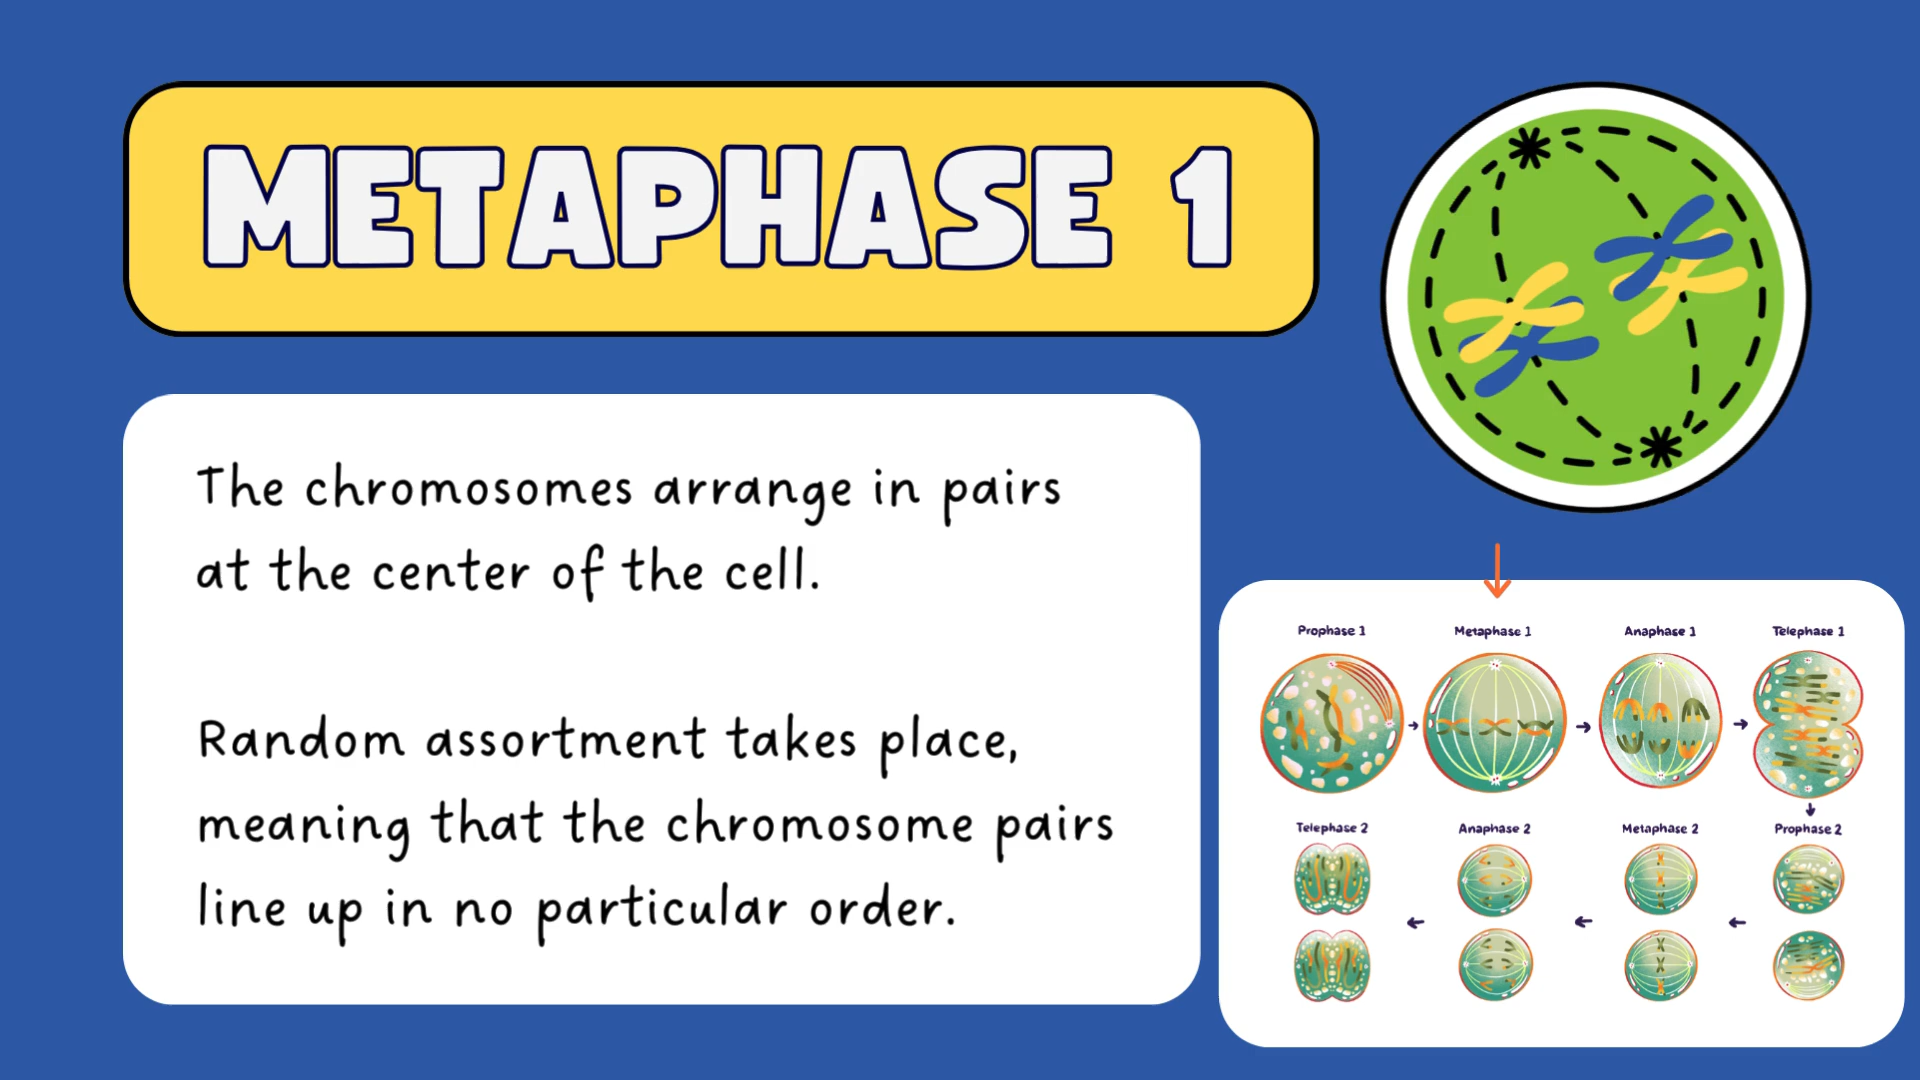 METAPHASE 1
The chromosomes arrange in pairs
at the center of the cell.
Random assortment takes place,
meaning that the chromosome pairs
line up in no particular order.
Prophase 1
Metaphase 1
Anaphase 1
Telephase 1
Telephase 2
Anaphase 2
Metaphase 2
Prophase 2